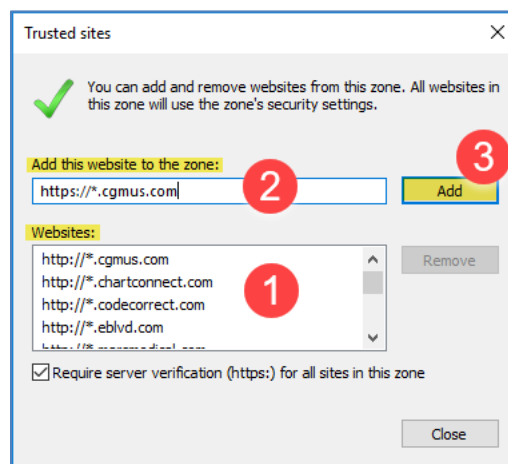 Trusted sites
You can add and remove websites from this zone. All websites in
this zone will use the zone's security settings.
3
Add this website to the zone:
https://*.cgmus.com
2
Add
Websites:
http://*.cgmus.com
Remove
http://*.chartconnect.com
1
http://*.codecorrect.com
http://*.eblvd.com
Require server verification (https:) for all sites in this zone
Close